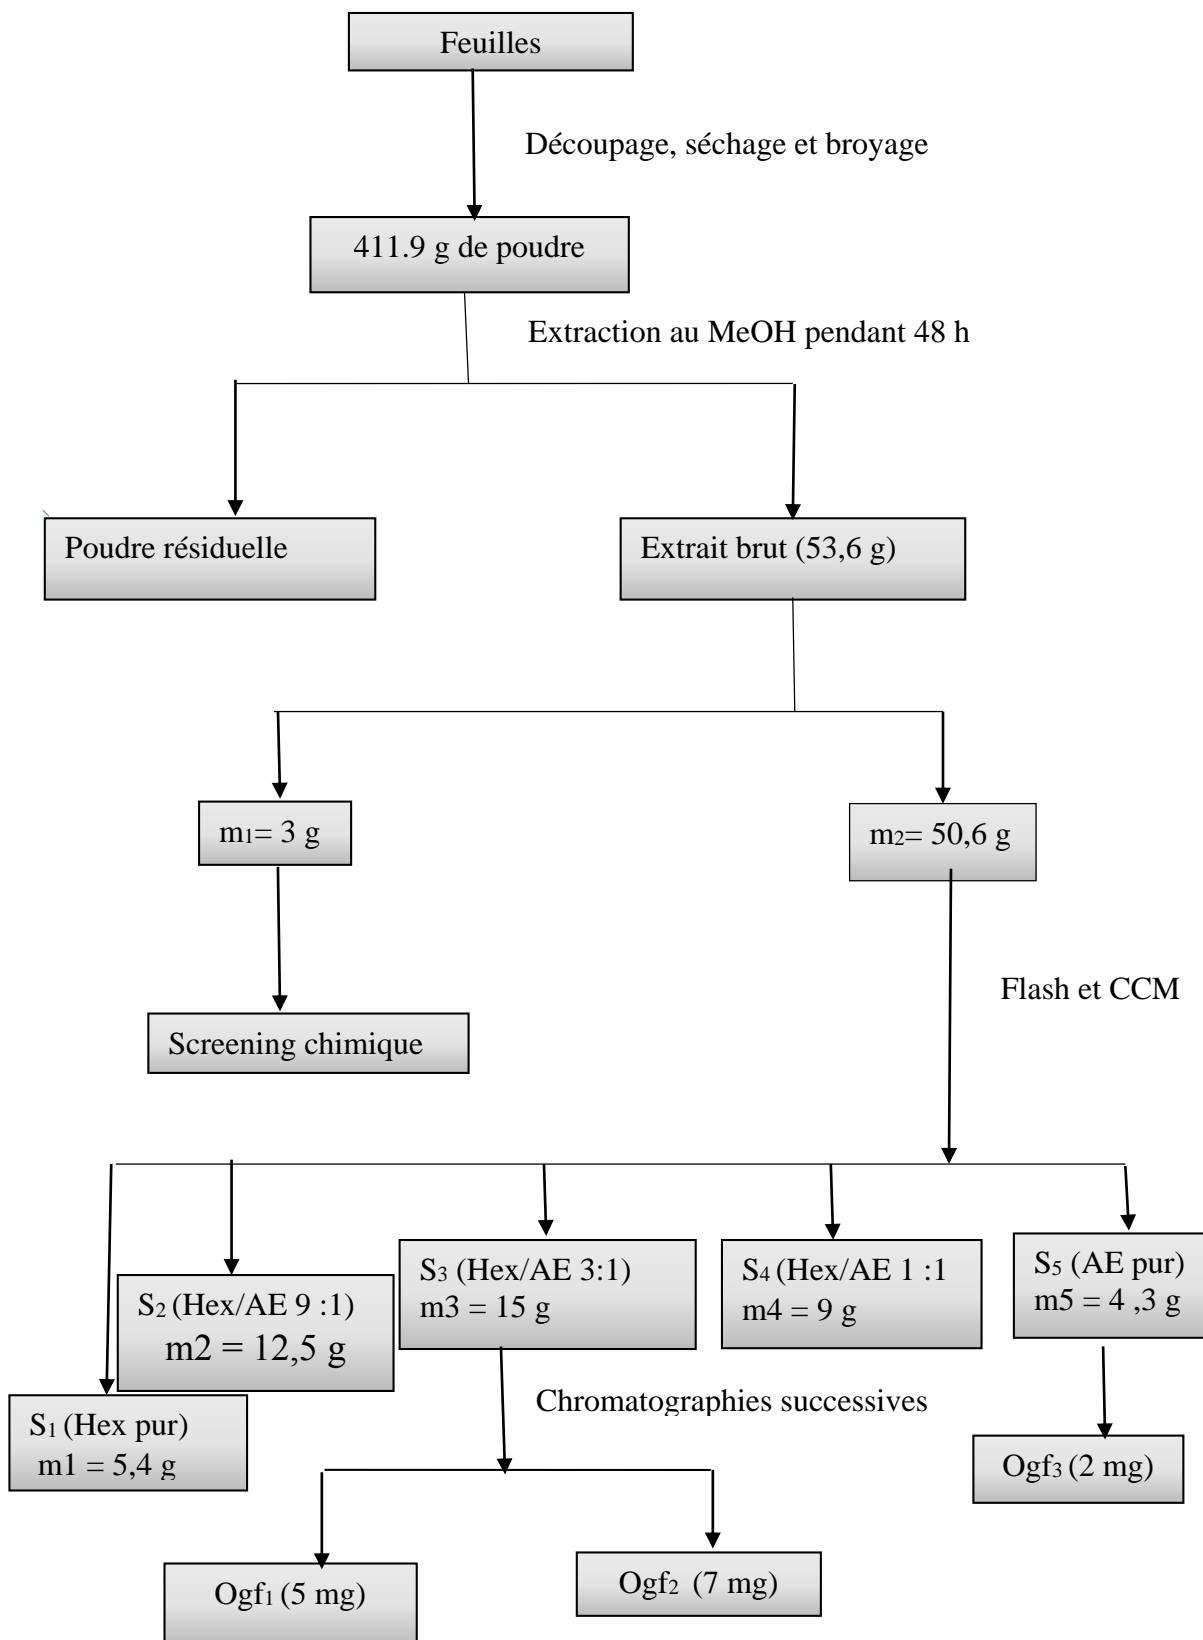 Feuilles
Découpage, séchage et broyage
411.9 g de poudre
Extraction au MeOH pendant 48 h
Poudre résiduelle
Extrait brut (53,6 g)
m1= 3 g
m2= 50,6 g
Flash et CCM
Screening chimique
S1 (Hex pur)
m1 = 5,4 g
S2 (Hex/AE 9 :1)
m2 = 12,5 g
S3 (Hex/AE 3:1)
m3 = 15 g
S4 (Hex/AE 1 :1
m4 = 9 g
S5 (AE pur)
m5 = 4 ,3 g
Chromatographies successives
Ogf1 (5 mg)
Ogf2 (7 mg)
Ogf3 (2 mg)